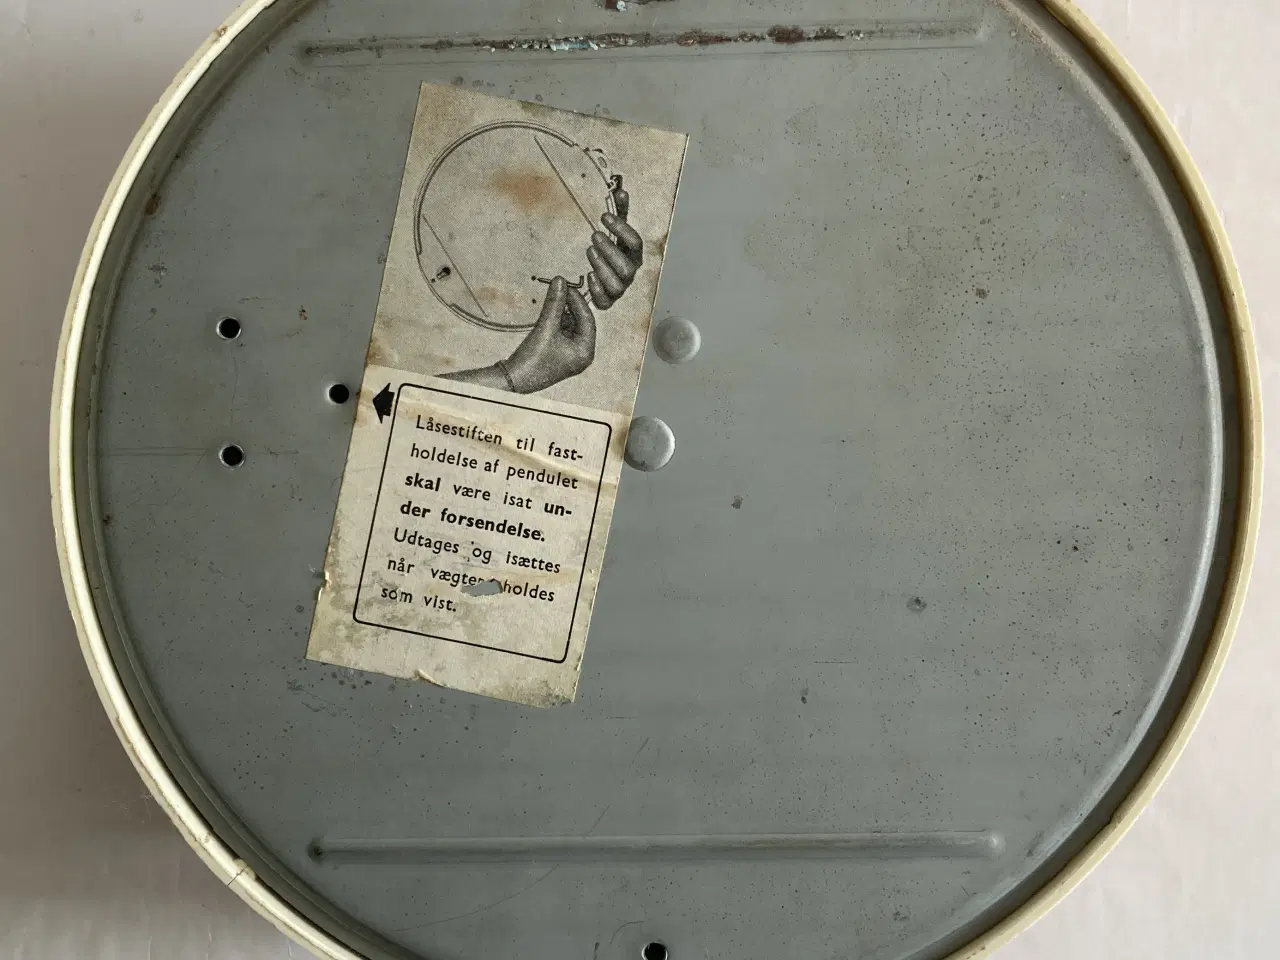 Låsestiften til fast-
holdelse af pendulet
skal være isat un-
der forsendelse.
Udtages og isættes
når vægten holdes
som vist.